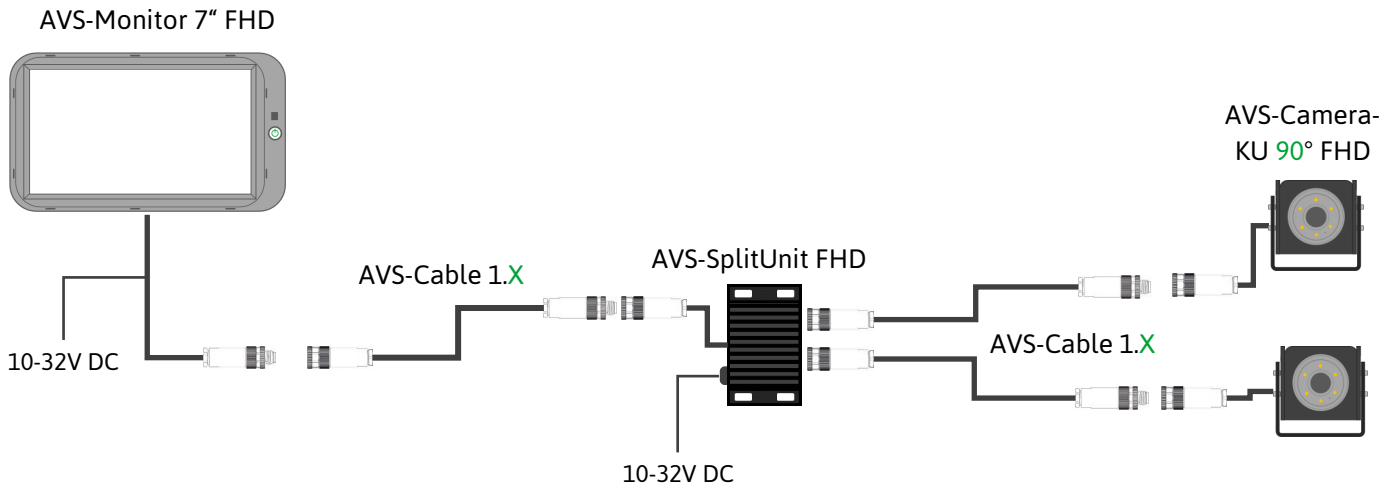 AVS-Monitor 7“ FHD
AVS-Camera-
KU 90° FHD
AVS-Cable 1.X
AVS-SplitUnit FHD
AVS-Cable 1.X
10-32V DC
10-32V DC